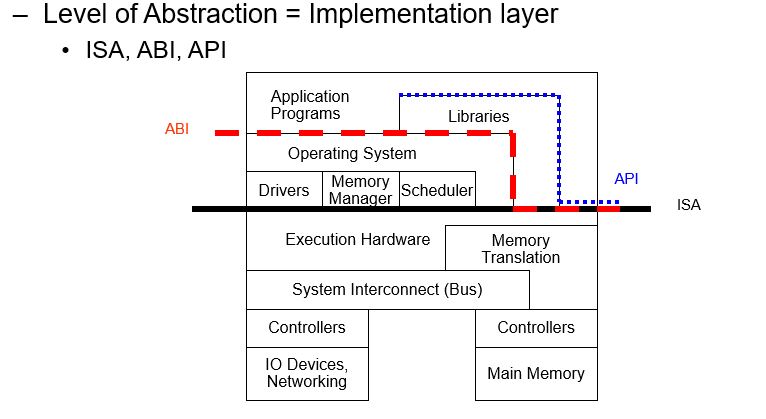 – Level of Abstraction = Implementation layer
• ISA, ABI, API
Application
Programs
Libraries
ABI
Operating System
Drivers
Memory
Manager
Scheduler
API
ISA
Execution Hardware
Memory
Translation
System Interconnect (Bus)
Controllers
Controllers
IO Devices,
Networking
Main Memory